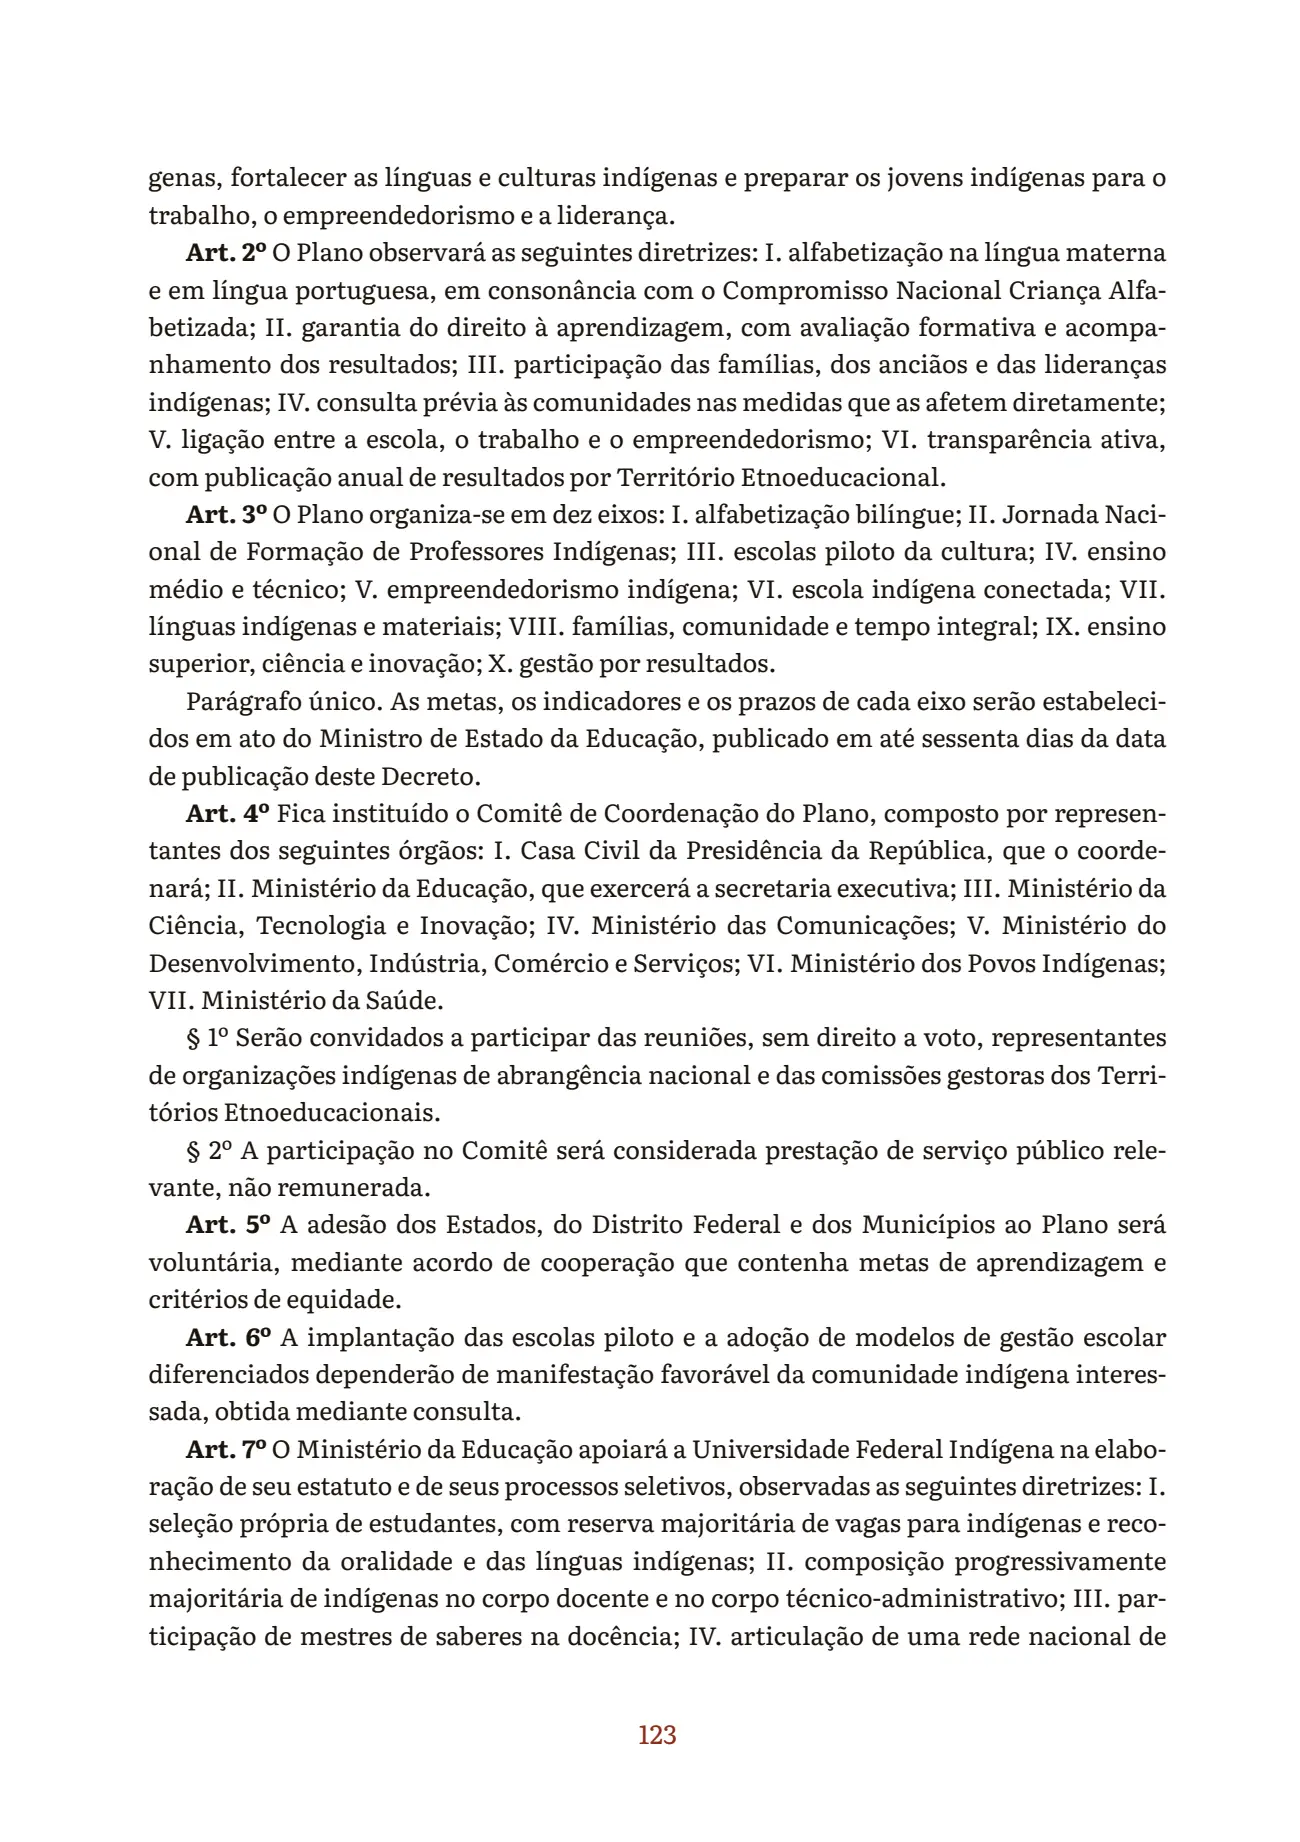 genas, fortalecer as línguas e culturas indígenas e preparar os jovens indígenas para o
trabalho, o empreendedorismo e a liderança.
Art. 2º O Plano observará as seguintes diretrizes: I. alfabetização na língua materna
e em língua portuguesa, em consonância com o Compromisso Nacional Criança Alfa-
betizada; II. garantia do direito à aprendizagem, com avaliação formativa e acompa-
nhamento dos resultados; III. participação das famílias, dos anciãos e das lideranças
indígenas; IV. consulta prévia às comunidades nas medidas que as afetem diretamente;
V. ligação entre a escola, o trabalho e o empreendedorismo; VI. transparência ativa,
com publicação anual de resultados por Território Etnoeducacional.
Art. 3º O Plano organiza-se em dez eixos: I. alfabetização bilíngue; II. Jornada Naci-
onal de Formação de Professores Indígenas; III. escolas piloto da cultura; IV. ensino
médio e técnico; V. empreendedorismo indígena; VI. escola indígena conectada; VII.
línguas indígenas e materiais; VIII. famílias, comunidade e tempo integral; IX. ensino
superior, ciência e inovação; X. gestão por resultados.
Parágrafo único. As metas, os indicadores e os prazos de cada eixo serão estabeleci-
dos em ato do Ministro de Estado da Educação, publicado em até sessenta dias da data
de publicação deste Decreto.
Art. 4º Fica instituído o Comitê de Coordenação do Plano, composto por represen-
tantes dos seguintes órgãos: I. Casa Civil da Presidência da República, que o coorde-
nará; II. Ministério da Educação, que exercerá a secretaria executiva; III. Ministério da
Ciência, Tecnologia e Inovação; IV. Ministério das Comunicações; V. Ministério do
Desenvolvimento, Indústria, Comércio e Serviços; VI. Ministério dos Povos Indígenas;
VII. Ministério da Saúde.
§ 1º Serão convidados a participar das reuniões, sem direito a voto, representantes
de organizações indígenas de abrangência nacional e das comissões gestoras dos Terri-
tórios Etnoeducacionais.
§ 2º A participação no Comitê será considerada prestação de serviço público rele-
vante, não remunerada.
Art. 5º A adesão dos Estados, do Distrito Federal e dos Municípios ao Plano será
voluntária, mediante acordo de cooperação que contenha metas de aprendizagem e
critérios de equidade.
Art. 6º A implantação das escolas piloto e a adoção de modelos de gestão escolar
diferenciados dependerão de manifestação favorável da comunidade indígena interes-
sada, obtida mediante consulta.
Art. 7º O Ministério da Educação apoiará a Universidade Federal Indígena na elabo-
ração de seu estatuto e de seus processos seletivos, observadas as seguintes diretrizes: I.
seleção própria de estudantes, com reserva majoritária de vagas para indígenas e reco-
nhecimento da oralidade e das línguas indígenas; II. composição progressivamente
majoritária de indígenas no corpo docente e no corpo técnico-administrativo; III. par-
ticipação de mestres de saberes na docência; IV. articulação de uma rede nacional de
123